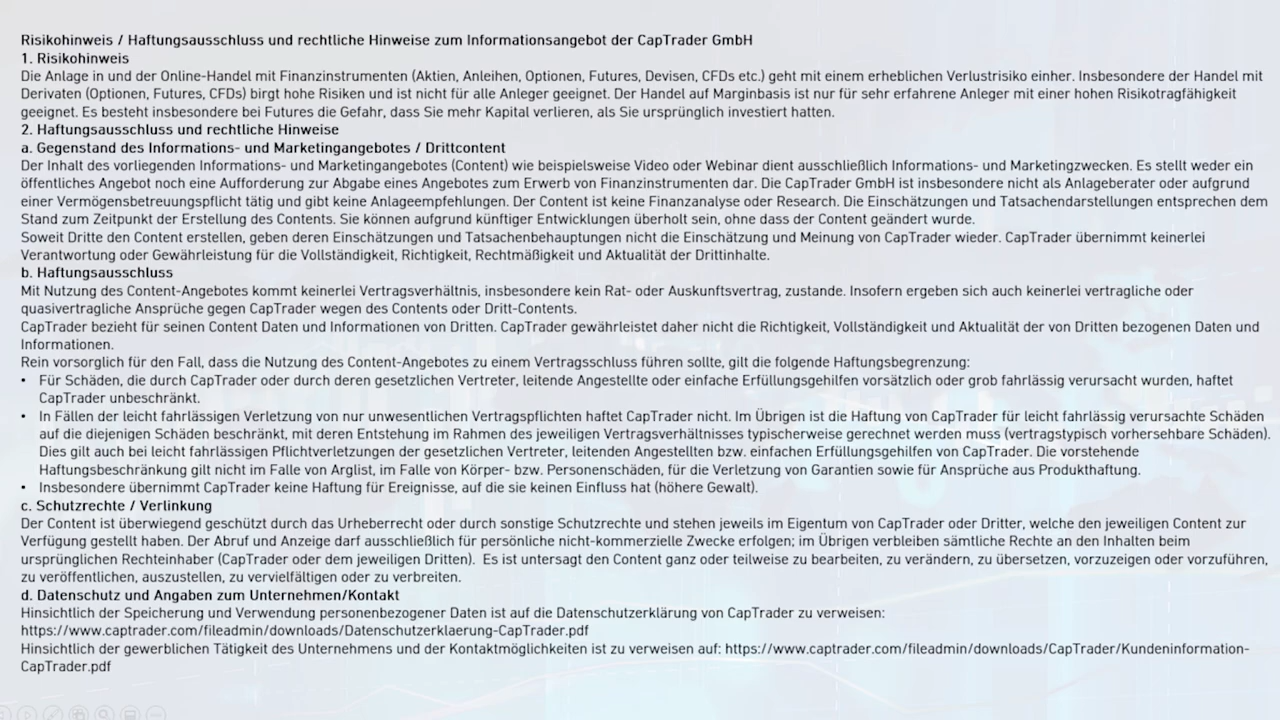 Risikohinweis / Haftungsausschluss und rechtliche Hinweise zum Informationsangebot der CapTrader GmbH
1. Risikohinweis
Die Anlage in und der Online-Handel mit Finanzinstrumenten (Aktien, Anleihen, Optionen, Futures, Devisen, CFDs etc.) geht mit einem erheblichen Verlustrisiko einher. Insbesondere der Handel mit
Derivaten (Optionen, Futures, CFDs) birgt hohe Risiken und ist nicht für alle Anleger geeignet. Der Handel auf Marginbasis ist nur für sehr erfahrene Anleger mit einer hohen Risikotragfähigkeit
geeignet. Es besteht insbesondere bei Futures die Gefahr, dass Sie mehr Kapital verlieren, als Sie ursprünglich investiert hatten.
2. Haftungsausschluss und rechtliche Hinweise
a. Gegenstand des Informations- und Marketingangebotes / Drittcontent
Der Inhalt des vorliegenden Informations- und Marketingangebotes (Content) wie beispielsweise Video oder Webinar dient ausschließlich Informations- und Marketingzwecken. Es stellt weder ein
öffentliches Angebot noch eine Aufforderung zur Abgabe eines Angebotes zum Erwerb von Finanzinstrumenten dar. Die CapTrader GmbH ist insbesondere nicht als Anlageberater oder aufgrund
einer Vermögensbetreuungspflicht tätig und gibt keine Anlageempfehlungen. Der Content ist keine Finanzanalyse oder Research. Die Einschätzungen und Tatsachendarstellungen entsprechen dem
Stand zum Zeitpunkt der Erstellung des Contents. Sie können aufgrund künftiger Entwicklungen überholt sein, ohne dass der Content geändert wurde.
Soweit Dritte den Content erstellen, geben deren Einschätzungen und Tatsachenbehauptungen nicht die Einschätzung und Meinung von CapTrader wieder. CapTrader übernimmt keinerlei
Verantwortung oder Gewährleistung für die Vollständigkeit, Richtigkeit, Rechtmäßigkeit und Aktualität der Drittinhalte.
b. Haftungsausschluss
Mit Nutzung des Content-Angebotes kommt keinerlei Vertragsverhältnis, insbesondere kein Rat- oder Auskunftsvertrag, zustande. Insofern ergeben sich auch keinerlei vertragliche oder
quasivertragliche Ansprüche gegen CapTrader wegen des Contents oder Dritt-Contents.
CapTrader bezieht für seinen Content Daten und Informationen von Dritten. CapTrader gewährleistet daher nicht die Richtigkeit, Vollständigkeit und Aktualität der von Dritten bezogenen Daten und
Informationen.
Rein vorsorglich für den Fall, dass die Nutzung des Content-Angebotes zu einem Vertragsschluss führen sollte, gilt die folgende Haftungsbegrenzung:
• Für Schäden, die durch CapTrader oder durch deren gesetzlichen Vertreter, leitende Angestellte oder einfache Erfüllungsgehilfen vorsätzlich oder grob fahrlässig verursacht wurden, haftet
CapTrader unbeschränkt.
• In Fällen der leicht fahrlässigen Verletzung von nur unwesentlichen Vertragspflichten haftet CapTrader nicht. Im Übrigen ist die Haftung von CapTrader für leicht fahrlässig verursachte Schäden
auf die diejenigen Schäden beschränkt, mit deren Entstehung im Rahmen des jeweiligen Vertragsverhältnisses typischerweise gerechnet werden muss (vertragstypisch vorhersehbare Schäden).
Dies gilt auch bei leicht fahrlässigen Pflichtverletzungen der gesetzlichen Vertreter, leitenden Angestellten bzw. einfachen Erfüllungsgehilfen von CapTrader. Die vorstehende
Haftungsbeschränkung gilt nicht im Falle von Arglist, im Falle von Körper- bzw. Personenschäden, für die Verletzung von Garantien sowie für Ansprüche aus Produkthaftung.
• Insbesondere übernimmt CapTrader keine Haftung für Ereignisse, auf die sie keinen Einfluss hat (höhere Gewalt).
c. Schutzrechte / Verlinkung
Der Content ist überwiegend geschützt durch das Urheberrecht oder durch sonstige Schutzrechte und stehen jeweils im Eigentum von CapTrader oder Dritter, welche den jeweiligen Content zur
Verfügung gestellt haben. Der Abruf und Anzeige darf ausschließlich für persönliche nicht-kommerzielle Zwecke erfolgen; im Übrigen verbleiben sämtliche Rechte an den Inhalten beim
ursprünglichen Rechteinhaber (CapTrader oder dem jeweiligen Dritten). Es ist untersagt den Content ganz oder teilweise zu bearbeiten, zu verändern, zu übersetzen, vorzuzeigen oder vorzuführen,
zu veröffentlichen, auszustellen, zu vervielfältigen oder zu verbreiten.
d. Datenschutz und Angaben zum Unternehmen/Kontakt
Hinsichtlich der Speicherung und Verwendung personenbezogener Daten ist auf die Datenschutzerklärung von CapTrader zu verweisen:
https://www.captrader.com/fileadmin/downloads/Datenschutzerklaerung-CapTrader.pdf
Hinsichtlich der gewerblichen Tätigkeit des Unternehmens und der Kontaktmöglichkeiten ist zu verweisen auf: https://www.captrader.com/fileadmin/downloads/CapTrader/Kundeninformation-
CapTrader.pdf